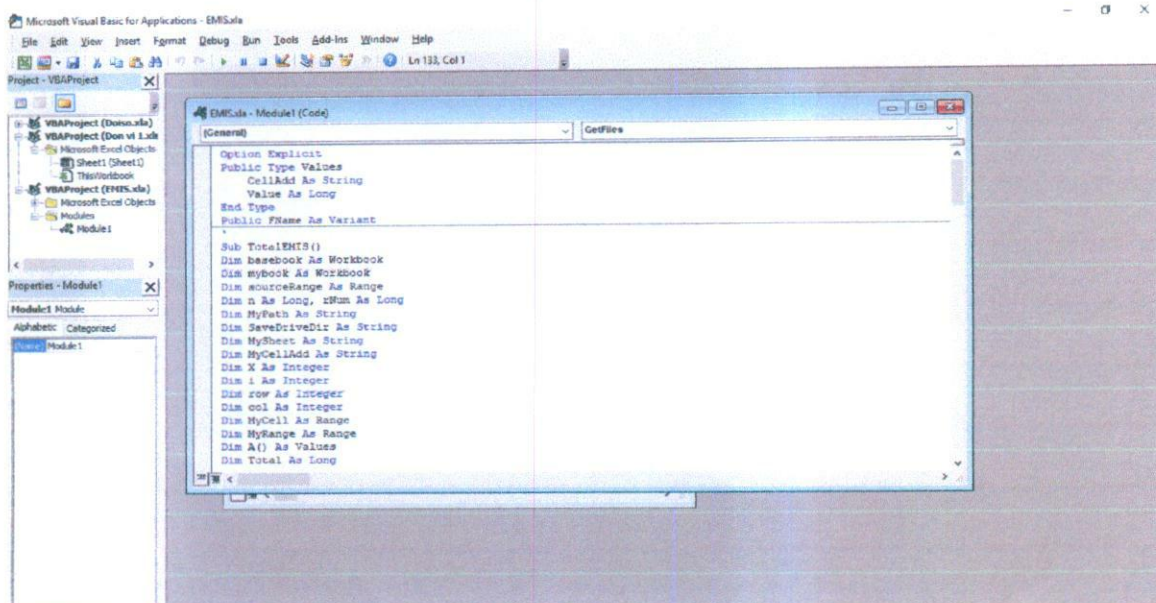 Microsoft Visual Basic for Applications - EMIS.xla
File Edit View Insert Format Debug Run Tools Add-Ins Window Help
Ln 133, Col 1
Project - VBAProject
VBAProject (Doiso.xla)
VBAProject (Don vi 1.xls
Microsoft Excel Objects
Sheet1 (Sheet1)
ThisWorkbook
VBAProject (EMIS.xla)
Microsoft Excel Objects
Modules
Module1
Properties - Module1
Module1 Module
Alphabetic Categorized
(Name) Module1
EMIS.xla - Module1 (Code)
(General) GetFiles
Option Explicit
Public Type Values
CellAdd As String
Value As Long
End Type
Public FName As Variant
'
Sub TotalEMIS()
Dim basebook As Workbook
Dim mybook As Workbook
Dim sourceRange As Range
Dim n As Long, rNum As Long
Dim MyPath As String
Dim SaveDriveDir As String
Dim MySheet As String
Dim MyCellAdd As String
Dim X As Integer
Dim i As Integer
Dim row As Integer
Dim col As Integer
Dim MyCell As Range
Dim MyRange As Range
Dim A() As Values
Dim Total As Long